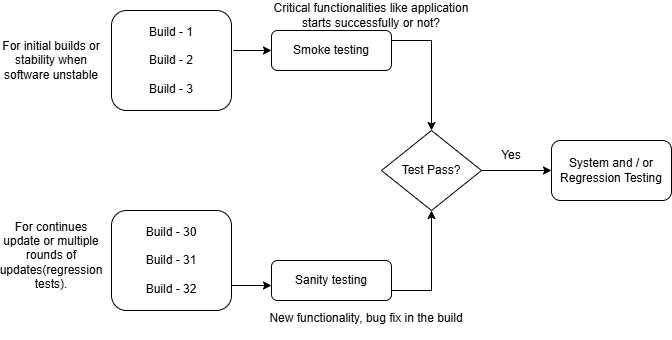 Critical functionalities like application
starts successfully or not?
For initial builds or
stability when
software unstable
Build - 1
Build - 2
Build - 3
Smoke testing
Test Pass?
Yes
System and / or
Regression Testing
For continues
update or multiple
rounds of
updates(regression
tests).
Build - 30
Build - 31
Build - 32
Sanity testing
New functionality, bug fix in the build